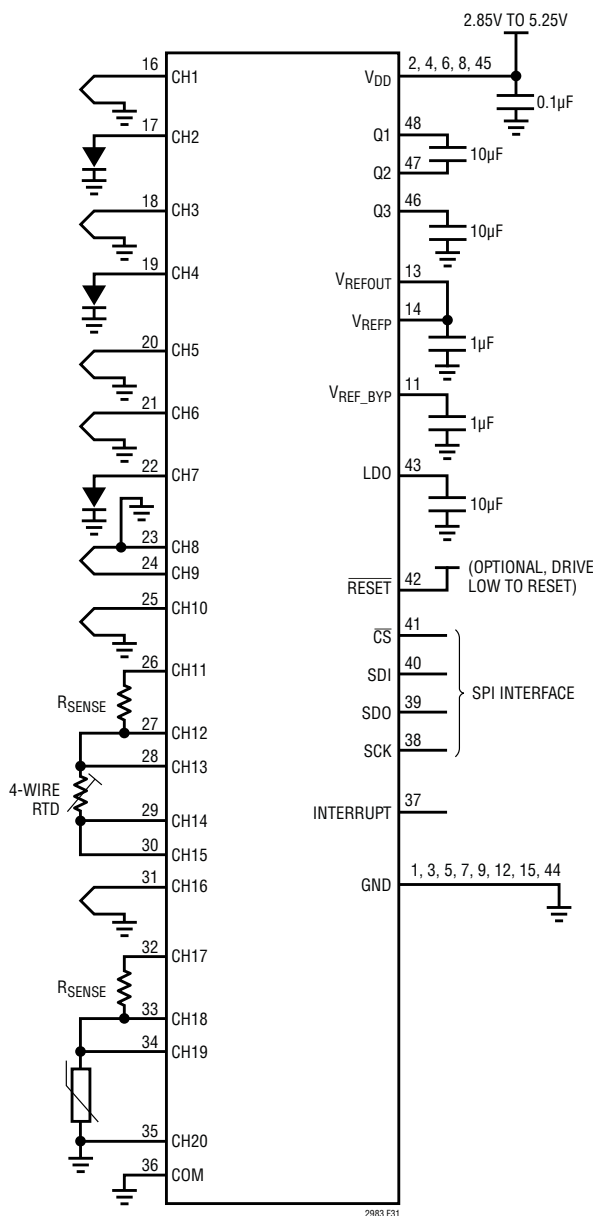 2.85V TO 5.25V
16 CH1
VDD 2, 4, 6, 8, 45
0.1µF
17 CH2
Q1 48
10µF
Q2 47
18 CH3
Q3 46
10µF
19 CH4
VREFOUT 13
VREFP 14
1µF
20 CH5
21 CH6
VREF_BYP 11
1µF
22 CH7
LDO 43
10µF
23 CH8
24 CH9
RESET 42
(OPTIONAL, DRIVE
LOW TO RESET)
25 CH10
CS 41
SDI 40
SDO 39
SCK 38
SPI INTERFACE
26 CH11
RSENSE
27 CH12
28 CH13
4-WIRE
RTD
29 CH14
30 CH15
INTERRUPT 37
31 CH16
GND 1, 3, 5, 7, 9, 12, 15, 44
32 CH17
RSENSE
33 CH18
34 CH19
35 CH20
36 COM
2983 F31